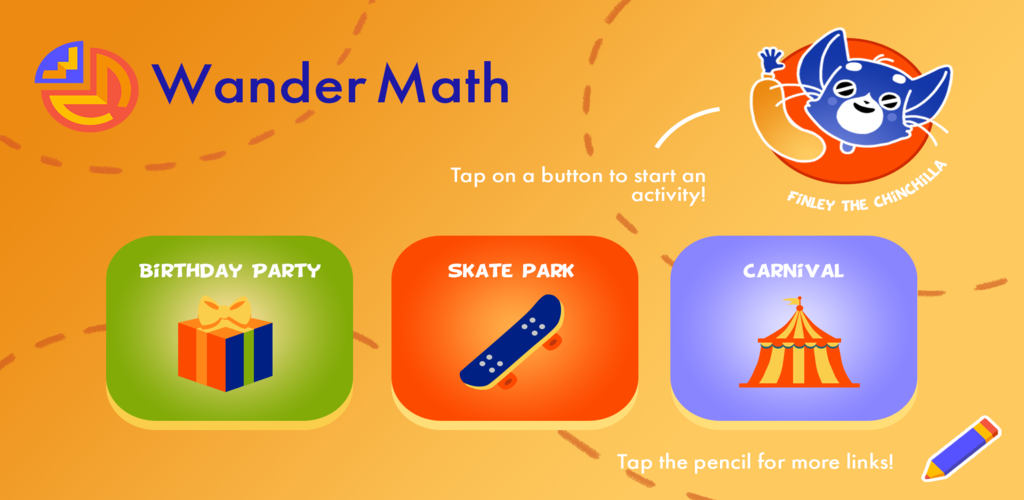 Wander Math
Tap on a button to start an
activity!
FiNLEY THE CHiNCHiLLA
BiRTHDAY PARTY
SKATE PARK
CARNiVAL
Tap the pencil for more links!